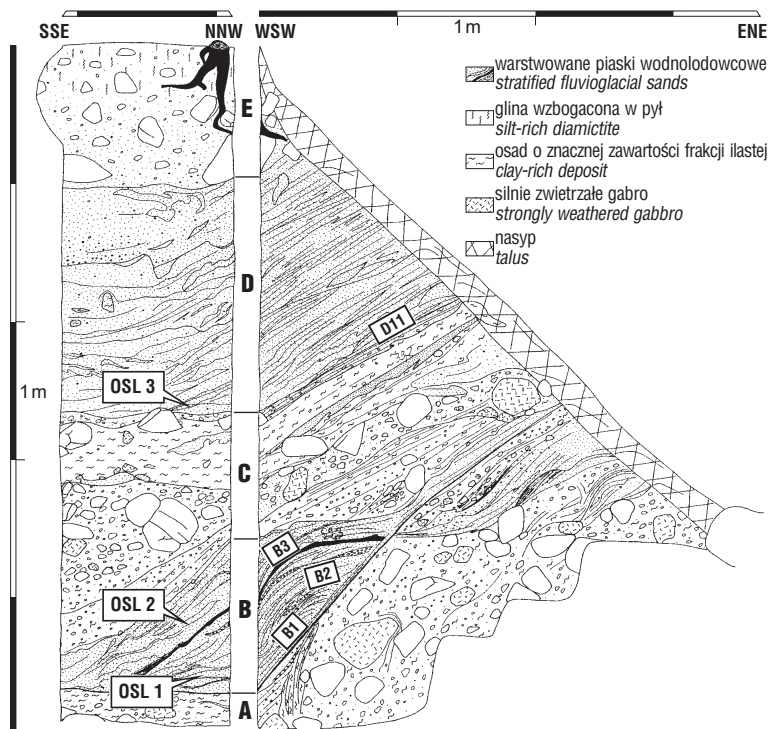 SSE NNW WSW 1 m ENE
warstwowane piaski wodnolodowcowe
stratified fluvioglacial sands
glina wzbogacona w pył
silt-rich diamictite
osad o znacznej zawartości frakcji ilastej
clay-rich deposit
silnie zwietrzałe gabro
strongly weathered gabbro
nasyp
talus
E
D
D11
OSL 3
1 m
C
B3
B2
OSL 2
B
B1
OSL 1
A